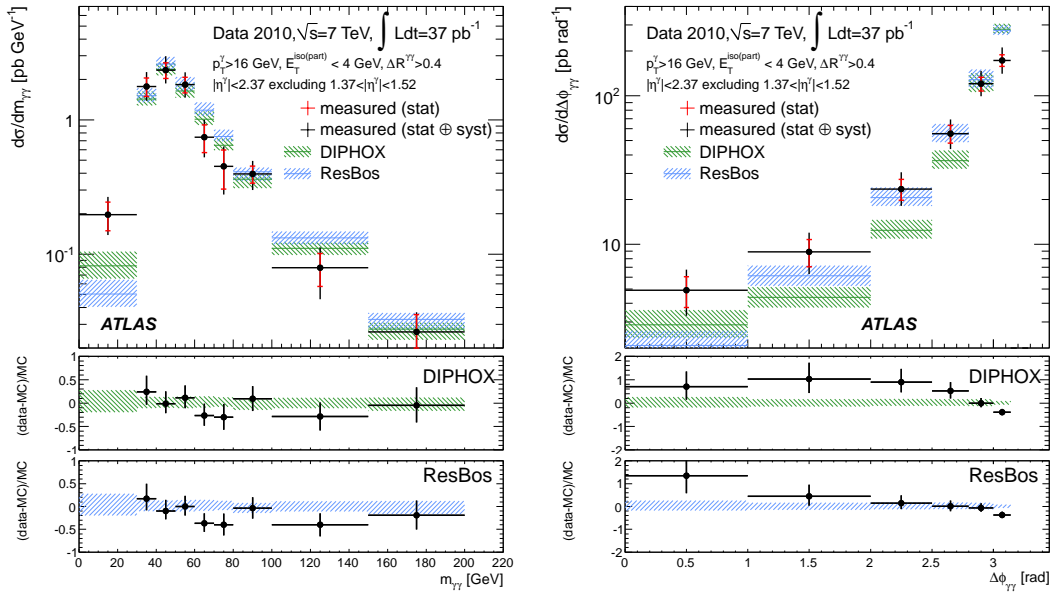 Data 2010, √s=7 TeV, ∫ Ldt=37 pb⁻¹
p_T^γ>16 GeV, E_T^iso(part) < 4 GeV, ΔR^γγ>0.4
|η^γ|<2.37 excluding 1.37<|η^γ|<1.52
measured (stat)
measured (stat ⊕ syst)
DIPHOX
ResBos
ATLAS
dσ/dm_γγ [pb GeV⁻¹]
1
10⁻¹
DIPHOX
(data-MC)/MC
1
0.5
0
-0.5
-1
ResBos
(data-MC)/MC
1
0.5
0
-0.5
-1
0 20 40 60 80 100 120 140 160 180 200 220
m_γγ [GeV]
Data 2010, √s=7 TeV, ∫ Ldt=37 pb⁻¹
p_T^γ>16 GeV, E_T^iso(part) < 4 GeV, ΔR^γγ>0.4
|η^γ|<2.37 excluding 1.37<|η^γ|<1.52
measured (stat)
measured (stat ⊕ syst)
DIPHOX
ResBos
ATLAS
dσ/dΔϕ_γγ [pb rad⁻¹]
10²
10
DIPHOX
(data-MC)/MC
2
1
0
-1
-2
ResBos
(data-MC)/MC
2
1
0
-1
-2
0.0 0.5 1.0 1.5 2.0 2.5 3.0
Δϕ_γγ [rad]